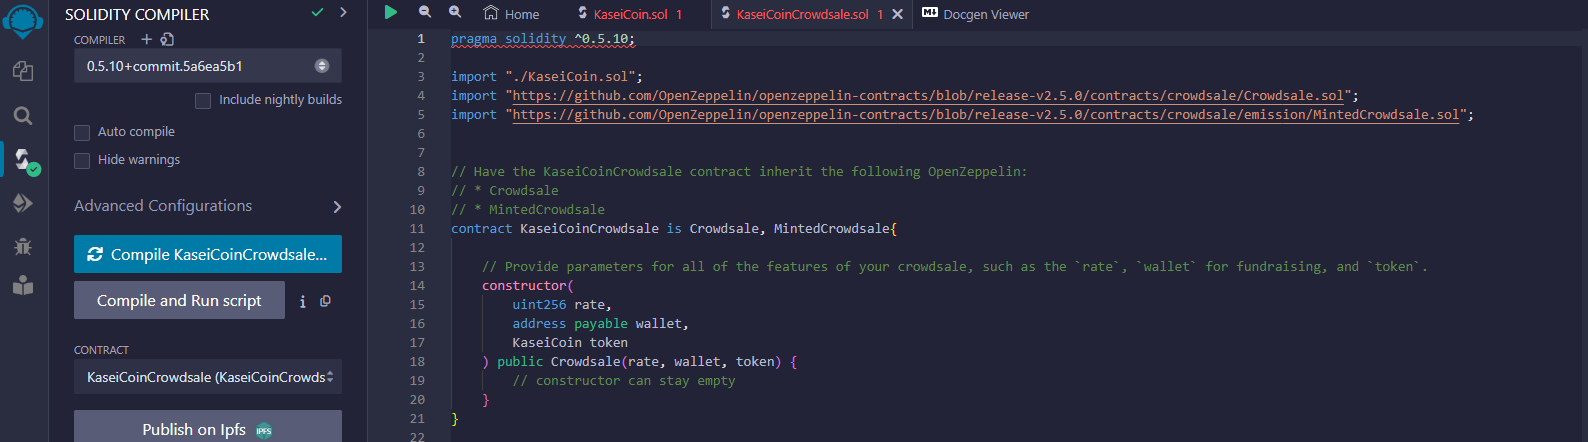 SOLIDITY COMPILER
COMPILER
0.5.10+commit.5a6ea5b1
Include nightly builds
Auto compile
Hide warnings
Advanced Configurations
Compile KaseiCoinCrowdsale...
Compile and Run script
i
CONTRACT
KaseiCoinCrowdsale (KaseiCoinCrowds
Publish on Ipfs IPFS
Home
KaseiCoin.sol 1
KaseiCoinCrowdsale.sol 1
Docgen Viewer
1 pragma solidity ^0.5.10;
2
3 import "./KaseiCoin.sol";
4 import "https://github.com/OpenZeppelin/openzeppelin-contracts/blob/release-v2.5.0/contracts/crowdsale/Crowdsale.sol";
5 import "https://github.com/OpenZeppelin/openzeppelin-contracts/blob/release-v2.5.0/contracts/crowdsale/emission/MintedCrowdsale.sol";
6
7
8 // Have the KaseiCoinCrowdsale contract inherit the following OpenZeppelin:
9 // * Crowdsale
10 // * MintedCrowdsale
11 contract KaseiCoinCrowdsale is Crowdsale, MintedCrowdsale{
12
13 // Provide parameters for all of the features of your crowdsale, such as the `rate`, `wallet` for fundraising, and `token`.
14 constructor(
15 uint256 rate,
16 address payable wallet,
17 KaseiCoin token
18 ) public Crowdsale(rate, wallet, token) {
19 // constructor can stay empty
20 }
21 }
22